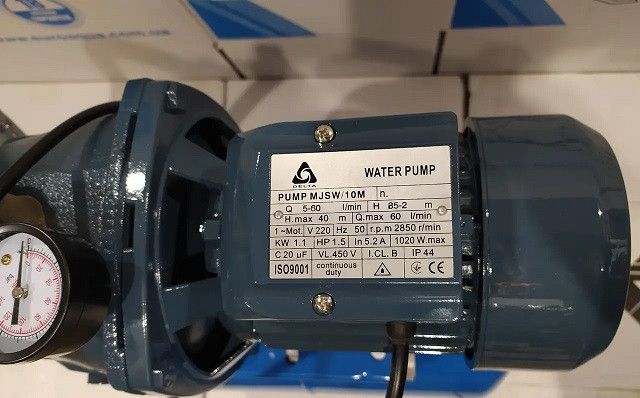 WATER PUMP
DELTA
PUMP MJSW/10M n.
Q 5-60 l/min H 85-2 m
H.max 40 m Q.max 60 l/min
1~Mot. V 220 Hz 50 r.p.m 2850 r/min
KW 1.1 HP 1.5 In 5.2 A 1020 W.max
C 20 uF VL. 450 V I.CL. B IP 44
ISO9001 continuous duty CE
bar